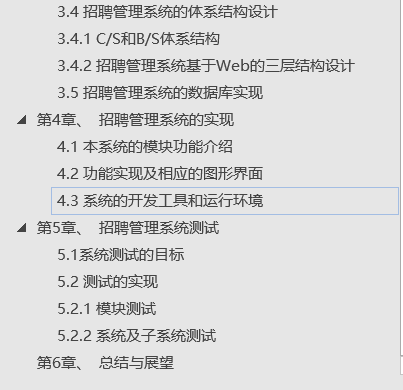 3.4 招聘管理系统的体系结构设计
3.4.1 C/S和B/S体系结构
3.4.2 招聘管理系统基于Web的三层结构设计
3.5 招聘管理系统的数据库实现
第4章、 招聘管理系统的实现
4.1 本系统的模块功能介绍
4.2 功能实现及相应的图形界面
4.3 系统的开发工具和运行环境
第5章、 招聘管理系统测试
5.1系统测试的目标
5.2 测试的实现
5.2.1 模块测试
5.2.2 系统及子系统测试
第6章、 总结与展望